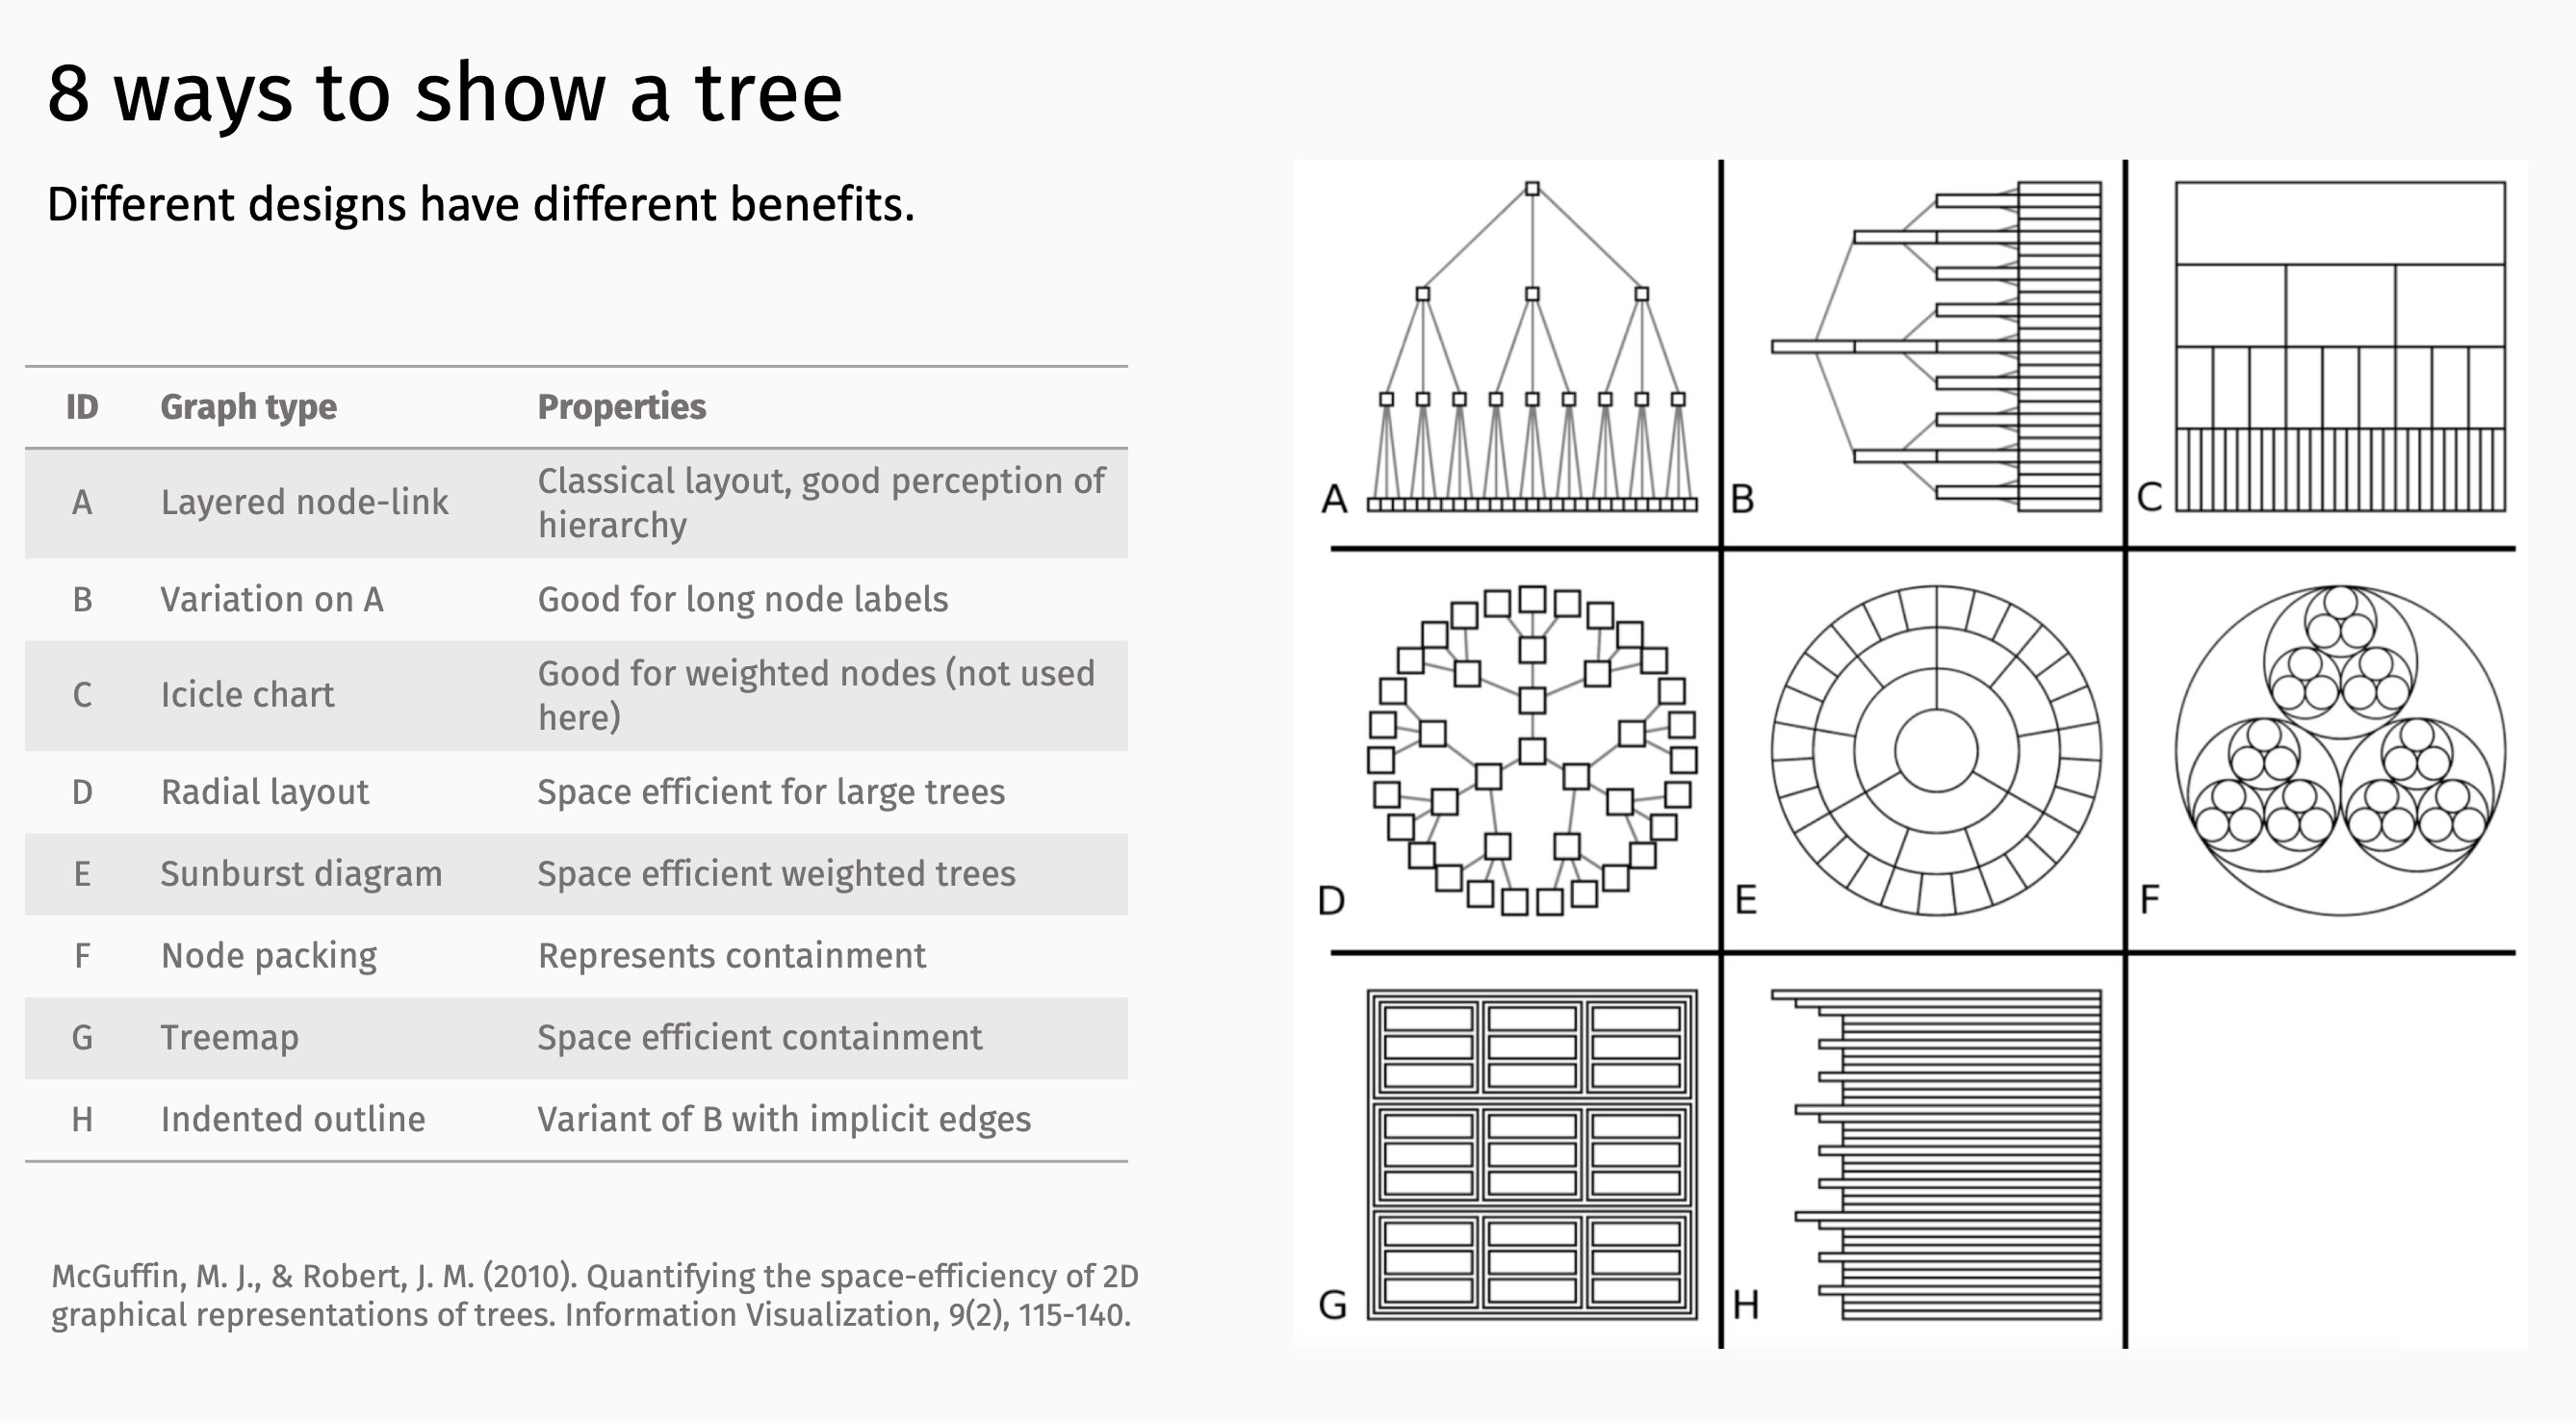 8 ways to show a tree
Different designs have different benefits.
ID Graph type Properties
A Layered node-link Classical layout, good perception of
hierarchy
B Variation on A Good for long node labels
C Icicle chart Good for weighted nodes (not used
here)
D Radial layout Space efficient for large trees
E Sunburst diagram Space efficient weighted trees
F Node packing Represents containment
G Treemap Space efficient containment
H Indented outline Variant of B with implicit edges
McGuffin, M. J., & Robert, J. M. (2010). Quantifying the space-efficiency of 2D
graphical representations of trees. Information Visualization, 9(2), 115-140.
A B C
D E F
G H